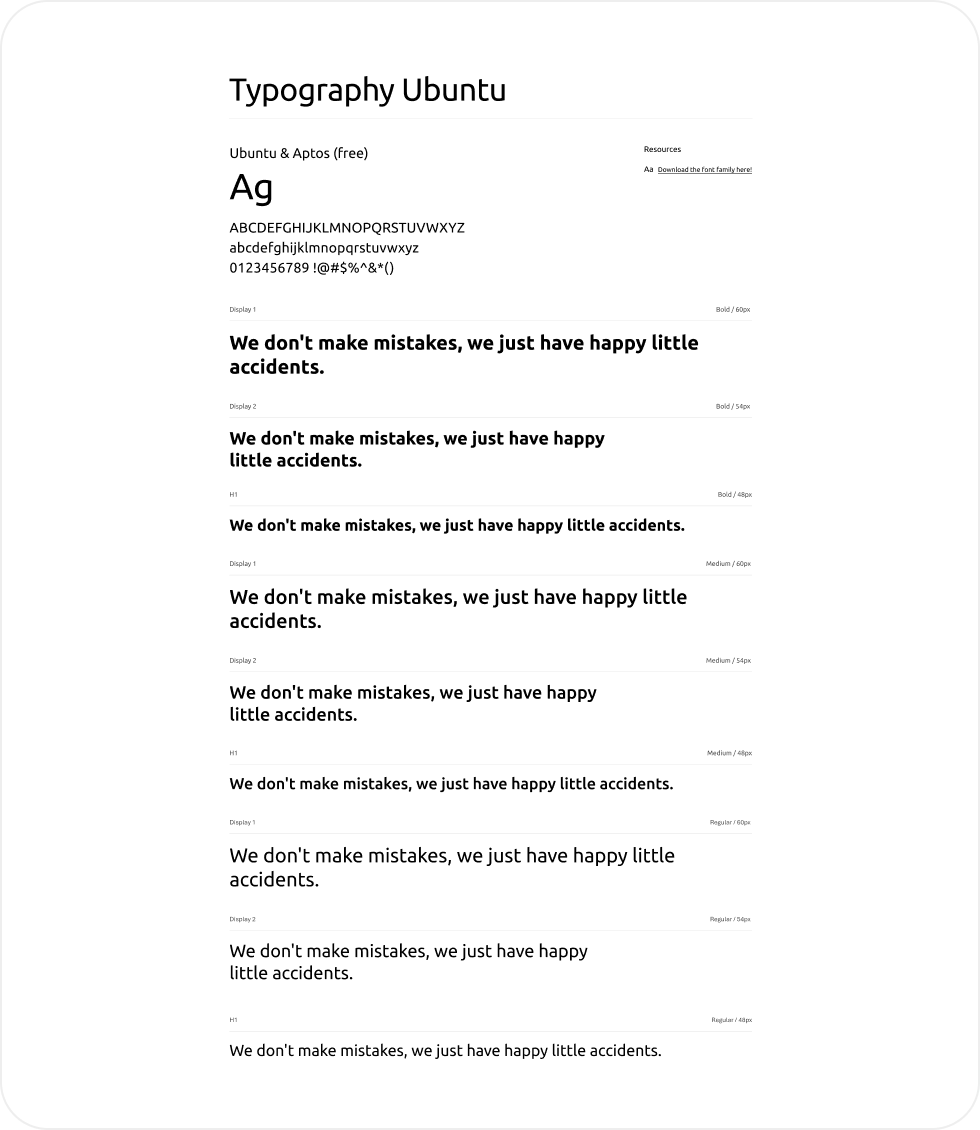 Typography Ubuntu
Ubuntu & Aptos (free)
Resources
Ag
Aa Download the font family here!
ABCDEFGHIJKLMNOPQRSTUVWXYZ
abcdefghijklmnopqrstuvwxyz
0123456789 !@#$%^&*()
Display 1 Bold / 60px
We don't make mistakes, we just have happy little
accidents.
Display 2 Bold / 54px
We don't make mistakes, we just have happy
little accidents.
H1 Bold / 48px
We don't make mistakes, we just have happy little accidents.
Display 1 Medium / 60px
We don't make mistakes, we just have happy little
accidents.
Display 2 Medium / 54px
We don't make mistakes, we just have happy
little accidents.
H1 Medium / 48px
We don't make mistakes, we just have happy little accidents.
Display 1 Regular / 60px
We don't make mistakes, we just have happy little
accidents.
Display 2 Regular / 54px
We don't make mistakes, we just have happy
little accidents.
H1 Regular / 48px
We don't make mistakes, we just have happy little accidents.